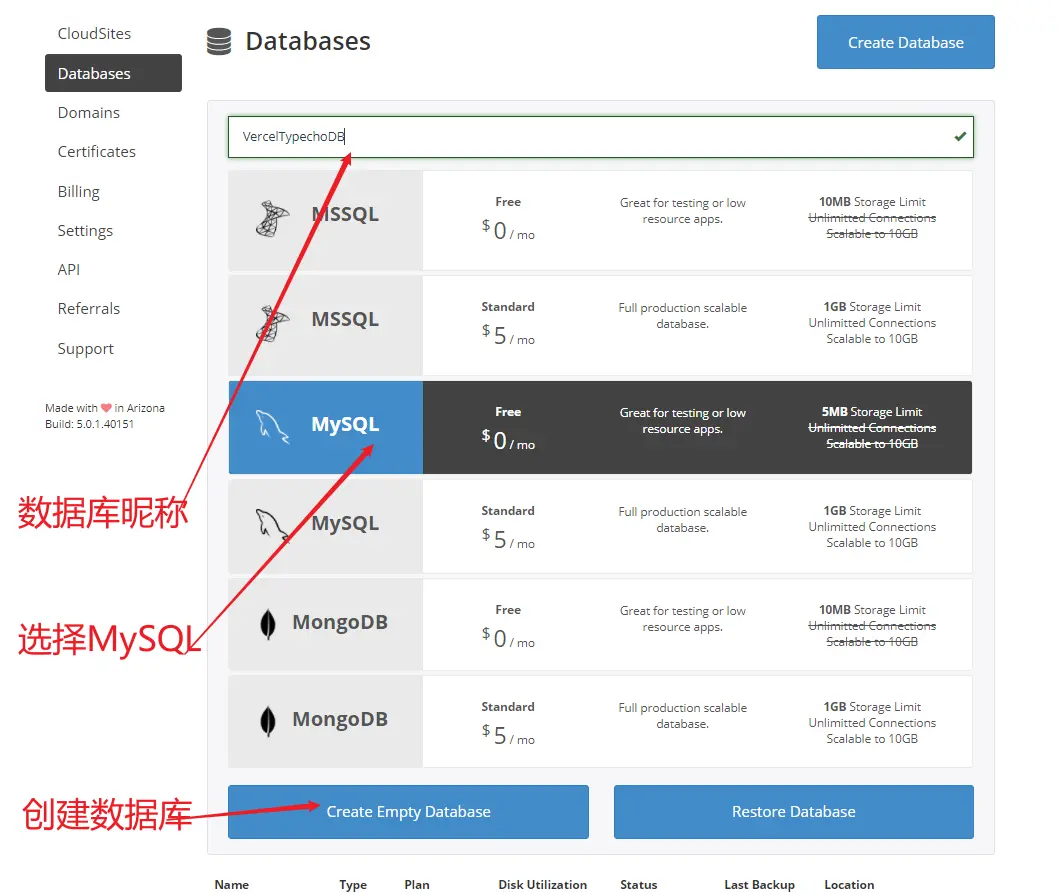 CloudSites
Databases
Domains
Certificates
Billing
Settings
API
Referrals
Support
Made with ❤ in Arizona
Build: 5.0.1.40151
Databases
Create Database
VercelTypechoDB
MSSQL
Free
$0 / mo
Great for testing or low
resource apps.
10MB Storage Limit
Unlimitted Connections
Scalable to 10GB
MSSQL
Standard
$5 / mo
Full production scalable
database.
1GB Storage Limit
Unlimitted Connections
Scalable to 10GB
MySQL
Free
$0 / mo
Great for testing or low
resource apps.
5MB Storage Limit
Unlimitted Connections
Scalable to 10GB
MySQL
Standard
$5 / mo
Full production scalable
database.
1GB Storage Limit
Unlimitted Connections
Scalable to 10GB
MongoDB
Free
$0 / mo
Great for testing or low
resource apps.
10MB Storage Limit
Unlimitted Connections
Scalable to 10GB
MongoDB
Standard
$5 / mo
Full production scalable
database.
1GB Storage Limit
Unlimitted Connections
Scalable to 10GB
数据库昵称
选择MySQL
创建数据库
Create Empty Database
Restore Database
Name Type Plan Disk Utilization Status Last Backup Location